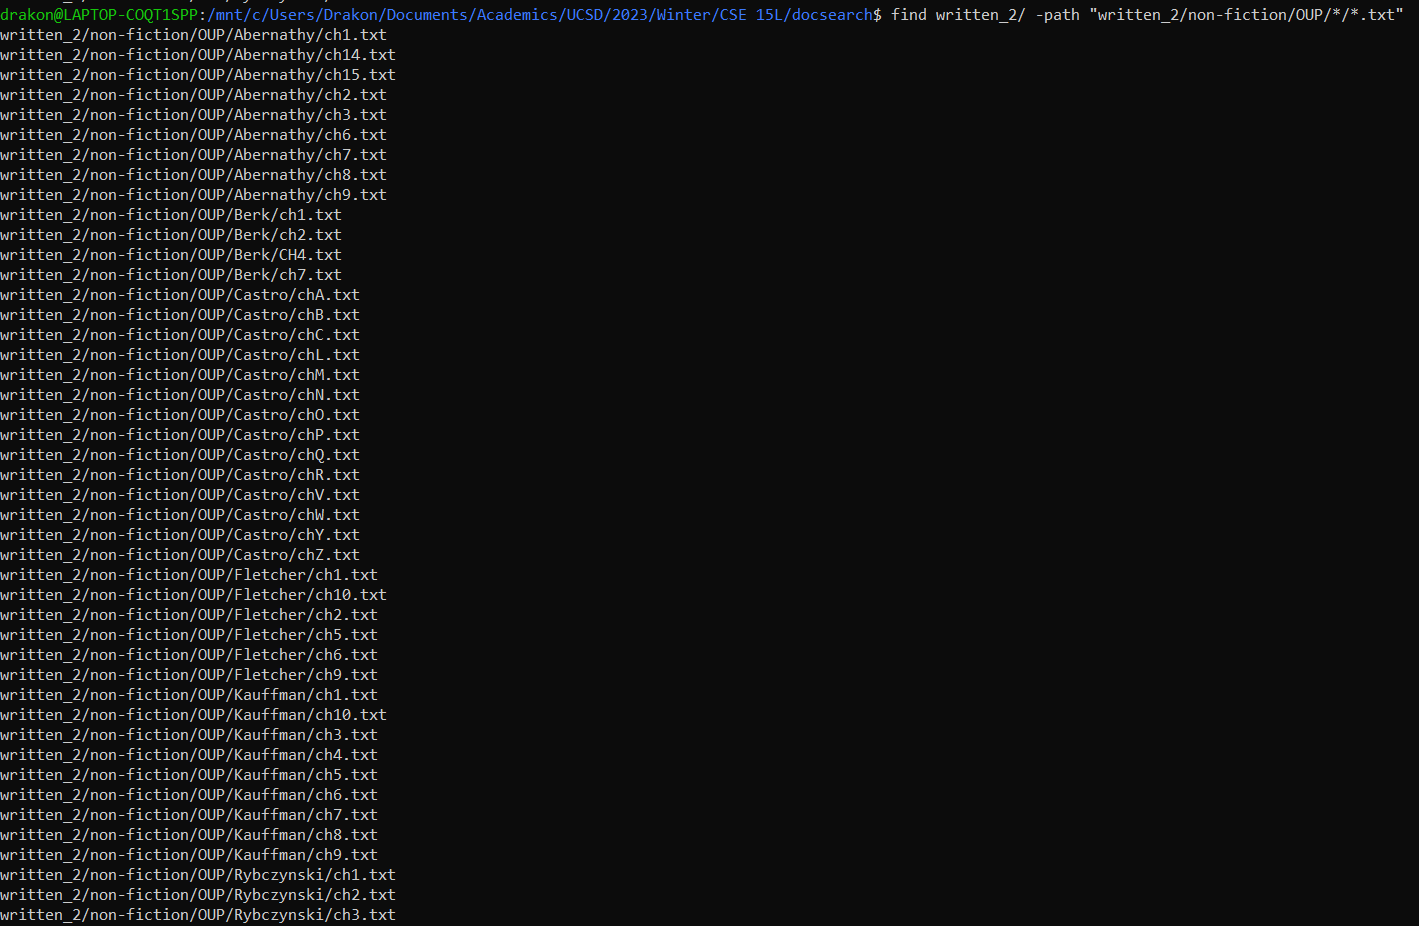 drakon@LAPTOP-COQT1SPP:/mnt/c/Users/Drakon/Documents/Academics/UCSD/2023/Winter/CSE 15L/docsearch$ find written_2/ -path "written_2/non-fiction/OUP/*/*.txt"
written_2/non-fiction/OUP/Abernathy/ch1.txt
written_2/non-fiction/OUP/Abernathy/ch14.txt
written_2/non-fiction/OUP/Abernathy/ch15.txt
written_2/non-fiction/OUP/Abernathy/ch2.txt
written_2/non-fiction/OUP/Abernathy/ch3.txt
written_2/non-fiction/OUP/Abernathy/ch6.txt
written_2/non-fiction/OUP/Abernathy/ch7.txt
written_2/non-fiction/OUP/Abernathy/ch8.txt
written_2/non-fiction/OUP/Abernathy/ch9.txt
written_2/non-fiction/OUP/Berk/ch1.txt
written_2/non-fiction/OUP/Berk/ch2.txt
written_2/non-fiction/OUP/Berk/CH4.txt
written_2/non-fiction/OUP/Berk/ch7.txt
written_2/non-fiction/OUP/Castro/chA.txt
written_2/non-fiction/OUP/Castro/chB.txt
written_2/non-fiction/OUP/Castro/chC.txt
written_2/non-fiction/OUP/Castro/chL.txt
written_2/non-fiction/OUP/Castro/chM.txt
written_2/non-fiction/OUP/Castro/chN.txt
written_2/non-fiction/OUP/Castro/chO.txt
written_2/non-fiction/OUP/Castro/chP.txt
written_2/non-fiction/OUP/Castro/chQ.txt
written_2/non-fiction/OUP/Castro/chR.txt
written_2/non-fiction/OUP/Castro/chV.txt
written_2/non-fiction/OUP/Castro/chW.txt
written_2/non-fiction/OUP/Castro/chY.txt
written_2/non-fiction/OUP/Castro/chZ.txt
written_2/non-fiction/OUP/Fletcher/ch1.txt
written_2/non-fiction/OUP/Fletcher/ch10.txt
written_2/non-fiction/OUP/Fletcher/ch2.txt
written_2/non-fiction/OUP/Fletcher/ch5.txt
written_2/non-fiction/OUP/Fletcher/ch6.txt
written_2/non-fiction/OUP/Fletcher/ch9.txt
written_2/non-fiction/OUP/Kauffman/ch1.txt
written_2/non-fiction/OUP/Kauffman/ch10.txt
written_2/non-fiction/OUP/Kauffman/ch3.txt
written_2/non-fiction/OUP/Kauffman/ch4.txt
written_2/non-fiction/OUP/Kauffman/ch5.txt
written_2/non-fiction/OUP/Kauffman/ch6.txt
written_2/non-fiction/OUP/Kauffman/ch7.txt
written_2/non-fiction/OUP/Kauffman/ch8.txt
written_2/non-fiction/OUP/Kauffman/ch9.txt
written_2/non-fiction/OUP/Rybczynski/ch1.txt
written_2/non-fiction/OUP/Rybczynski/ch2.txt
written_2/non-fiction/OUP/Rybczynski/ch3.txt